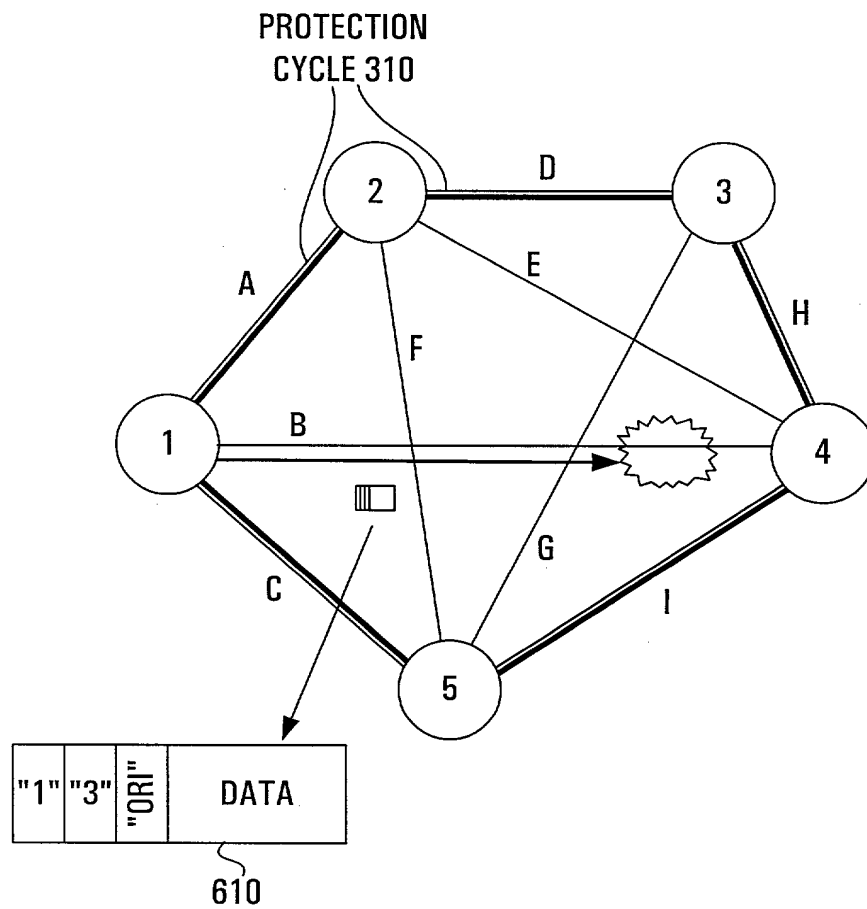 PROTECTION
CYCLE 310
2
D
3
A
E
H
F
1
B
4
C
G
I
5
"1" "3" "ORI" DATA
610